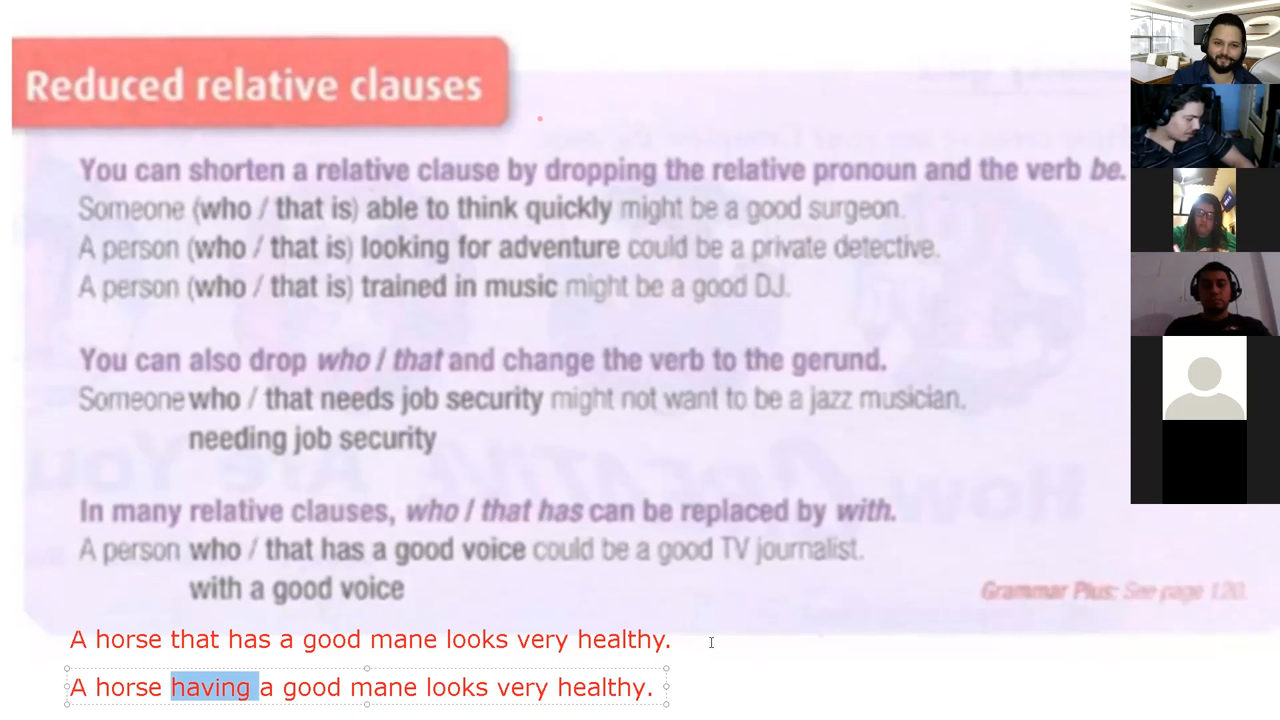 Reduced relative clauses
You can shorten a relative clause by dropping the relative pronoun and the verb be.
Someone (who / that is) able to think quickly might be a good surgeon.
A person (who / that is) looking for adventure could be a private detective.
A person (who / that is) trained in music might be a good DJ.
You can also drop who / that and change the verb to the gerund.
Someone who / that needs job security might not want to be a jazz musician.
needing job security
In many relative clauses, who / that has can be replaced by with.
A person who / that has a good voice could be a good TV journalist.
with a good voice
Grammar Plus: See page 120.
A horse that has a good mane looks very healthy.
A horse having a good mane looks very healthy.